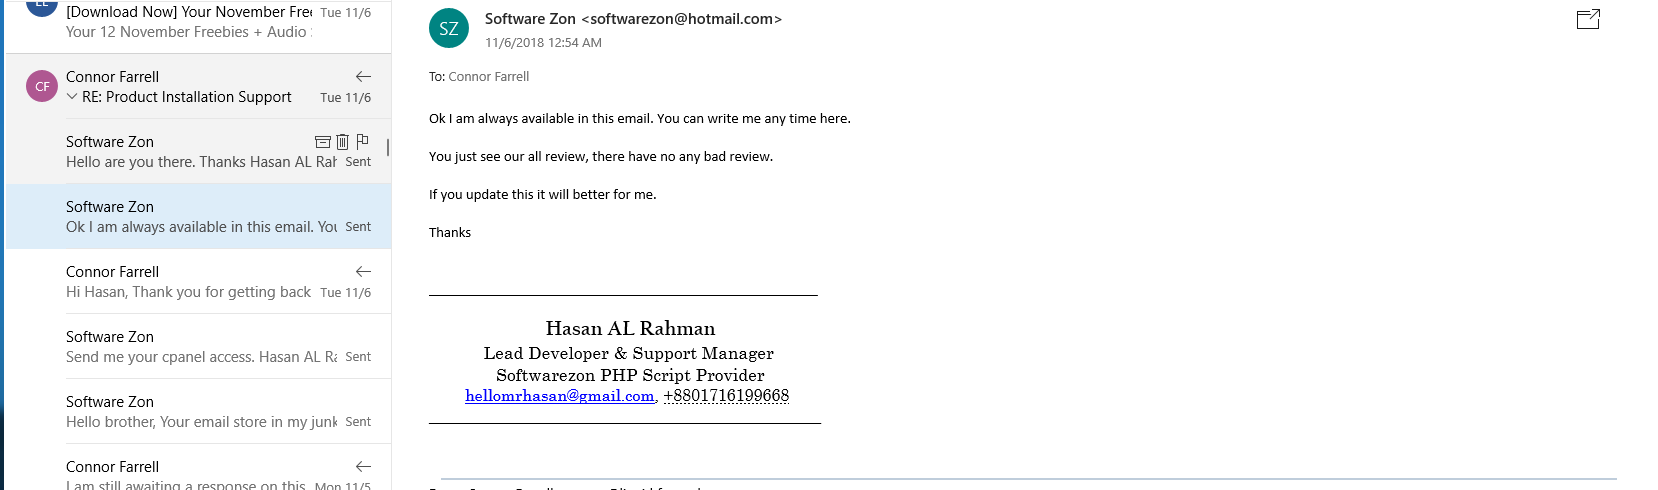 [Download Now] Your November Free
Tue 11/6
Your 12 November Freebies + Audio
CF
Connor Farrell
RE: Product Installation Support
Tue 11/6
Software Zon
Hello are you there. Thanks Hasan AL Rah
Sent
Software Zon
Ok I am always available in this email. You
Sent
Connor Farrell
Hi Hasan, Thank you for getting back
Tue 11/6
Software Zon
Send me your cpanel access. Hasan AL Ra
Sent
Software Zon
Hello brother, Your email store in my junk
Sent
Connor Farrell
I am still awaiting a response on this
Mon 11/5
SZ
Software Zon <softwarezon@hotmail.com>
11/6/2018 12:54 AM
To: Connor Farrell
Ok I am always available in this email. You can write me any time here.
You just see our all review, there have no any bad review.
If you update this it will better for me.
Thanks
Hasan AL Rahman
Lead Developer & Support Manager
Softwarezon PHP Script Provider
hellomrhasan@gmail.com, +8801716199668